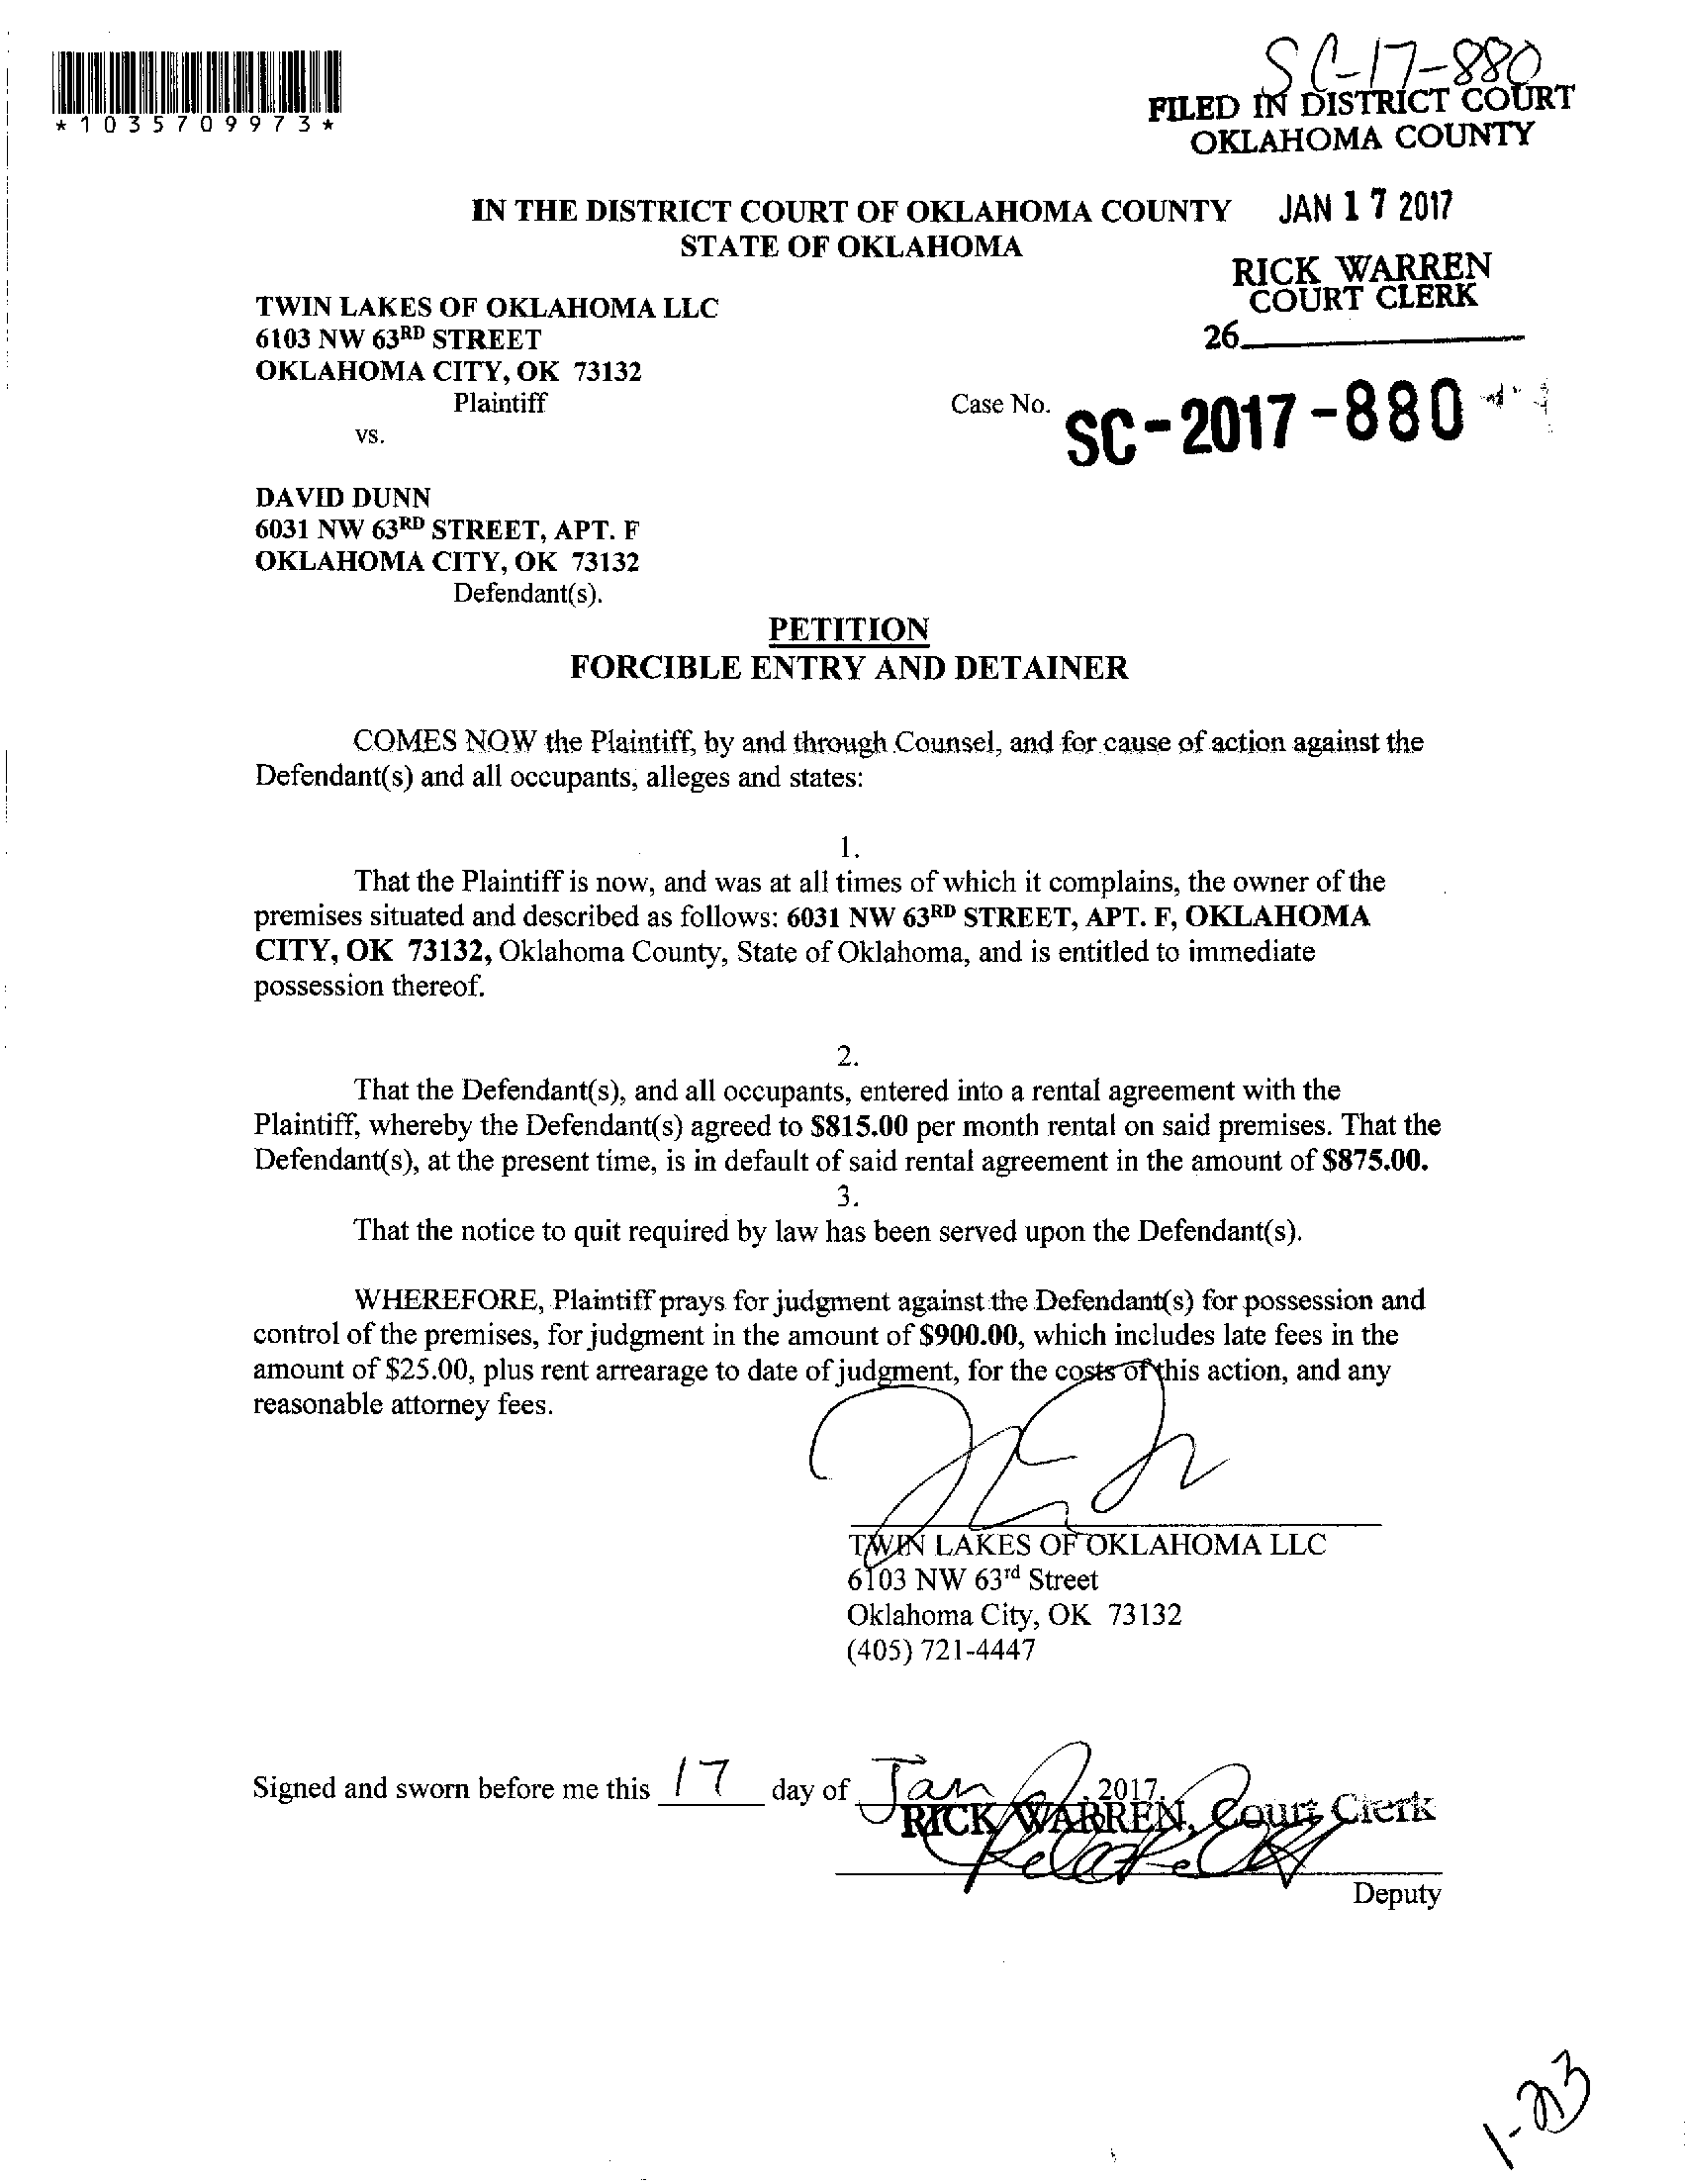 SC-17-880
*1035709973*
FILED IN DISTRICT COURT
OKLAHOMA COUNTY
IN THE DISTRICT COURT OF OKLAHOMA COUNTY
JAN 17 2017
STATE OF OKLAHOMA
RICK WARREN
COURT CLERK
26
TWIN LAKES OF OKLAHOMA LLC
6103 NW 63RD STREET
OKLAHOMA CITY, OK 73132
Plaintiff
Case No. SC-2017-880
vs.
DAVID DUNN
6031 NW 63RD STREET, APT. F
OKLAHOMA CITY, OK 73132
Defendant(s).
PETITION
FORCIBLE ENTRY AND DETAINER
COMES NOW the Plaintiff, by and through Counsel, and for cause of action against the
Defendant(s) and all occupants, alleges and states:
1.
That the Plaintiff is now, and was at all times of which it complains, the owner of the
premises situated and described as follows: 6031 NW 63RD STREET, APT. F, OKLAHOMA
CITY, OK 73132, Oklahoma County, State of Oklahoma, and is entitled to immediate
possession thereof.
2.
That the Defendant(s), and all occupants, entered into a rental agreement with the
Plaintiff, whereby the Defendant(s) agreed to $815.00 per month rental on said premises. That the
Defendant(s), at the present time, is in default of said rental agreement in the amount of $875.00.
3.
That the notice to quit required by law has been served upon the Defendant(s).
WHEREFORE, Plaintiff prays for judgment against the Defendant(s) for possession and
control of the premises, for judgment in the amount of $900.00, which includes late fees in the
amount of $25.00, plus rent arrearage to date of judgment, for the costs of this action, and any
reasonable attorney fees.
TWIN LAKES OF OKLAHOMA LLC
6103 NW 63rd Street
Oklahoma City, OK 73132
(405) 721-4447
Signed and sworn before me this 17 day of Jan, 2017.
RICK WARREN, Court Clerk
Deputy
1-23